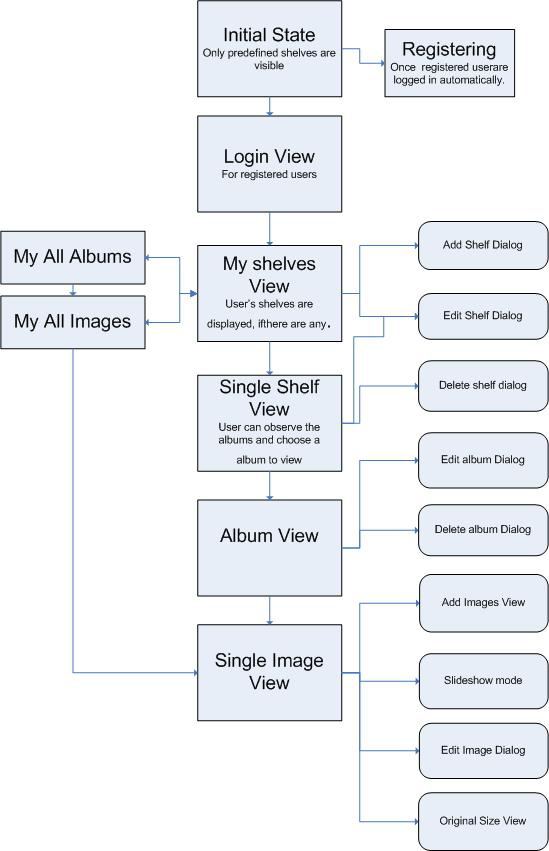 Initial State
Only predefined shelves are
visible
Registering
Once registered userare
logged in automatically.
Login View
For registered users
My All Albums
My All Images
My shelves
View
User's shelves are
displayed, ifthere are any.
Add Shelf Dialog
Edit Shelf Dialog
Single Shelf
View
User can observe the
albums and choose a
album to view
Delete shelf dialog
Edit album Dialog
Album View
Delete album Dialog
Add Images View
Single Image
View
Slideshow mode
Edit Image Dialog
Original Size View